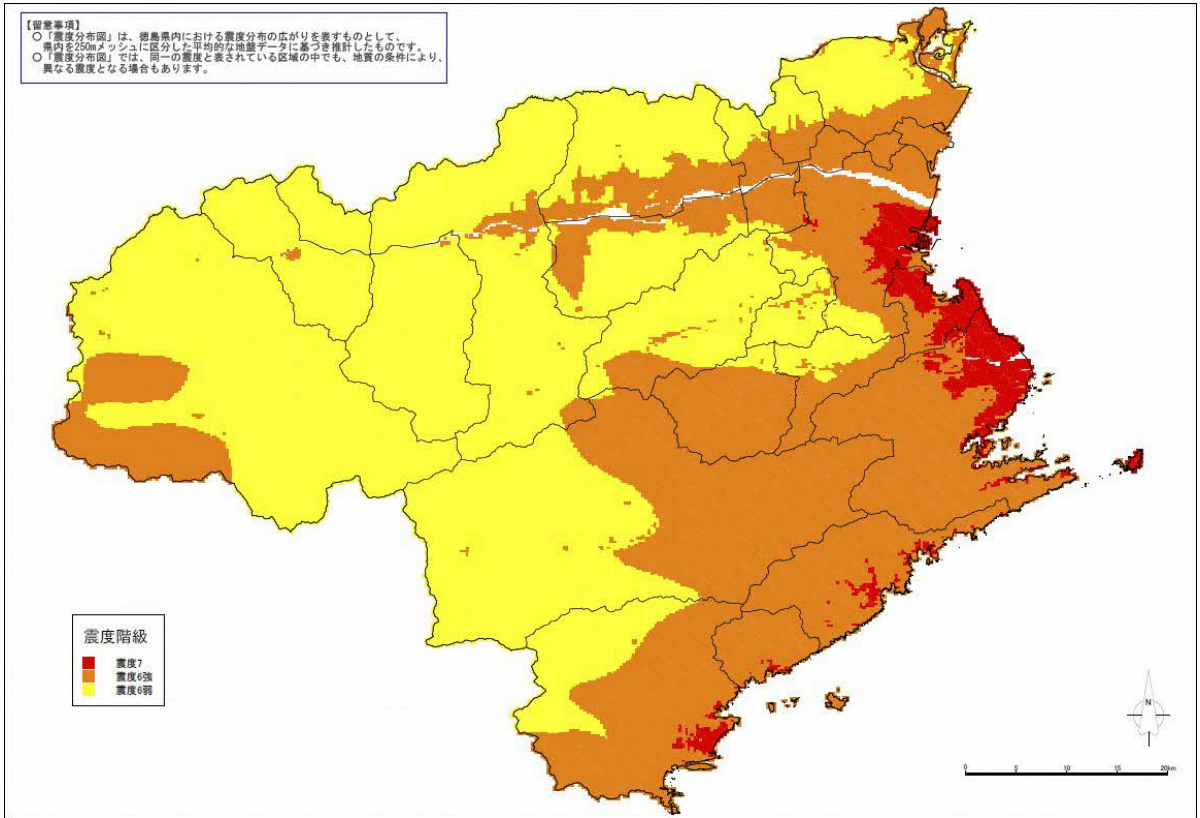 【留意事項】
○「震度分布図」は、徳島県内における震度分布の広がりを表すものとして、
県内を250mメッシュに区分した平均的な地盤データに基づき推計したものです。
○「震度分布図」では、同一の震度と表されている区域の中でも、地質の条件により、
異なる震度となる場合もあります。
震度階級
震度7
震度6強
震度6弱
N
0 5 10 15 20km